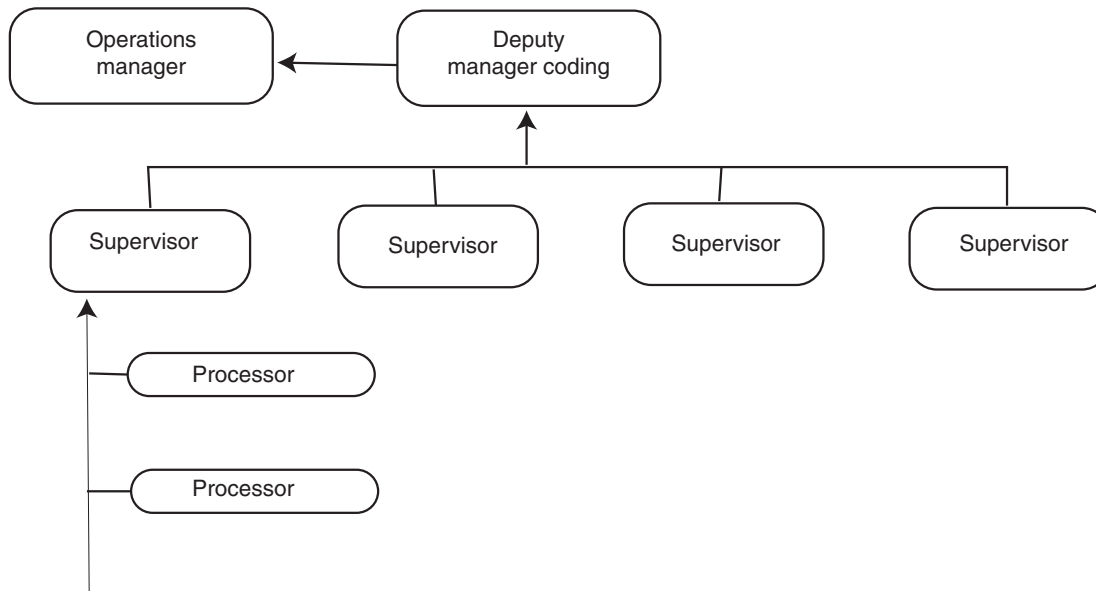 Operations
manager
Deputy
manager coding
Supervisor
Supervisor
Supervisor
Supervisor
Processor
Processor